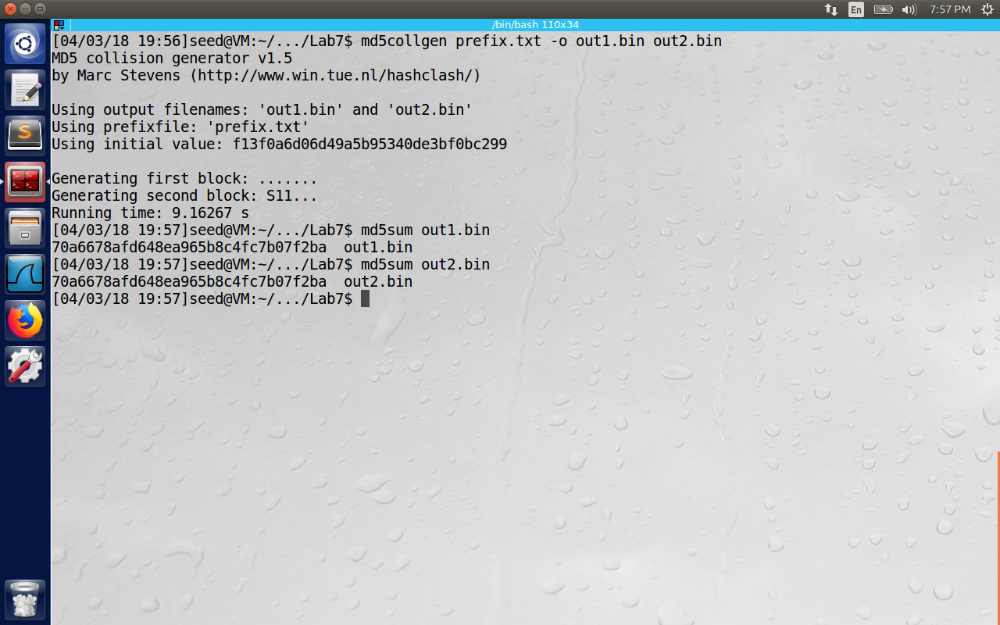 En 7:57 PM
/bin/bash 110x34
[04/03/18 19:56]seed@VM:~/.../Lab7$ md5collgen prefix.txt -o out1.bin out2.bin
MD5 collision generator v1.5
by Marc Stevens (http://www.win.tue.nl/hashclash/)
Using output filenames: 'out1.bin' and 'out2.bin'
Using prefixfile: 'prefix.txt'
Using initial value: f13f0a6d06d49a5b95340de3bf0bc299
Generating first block: .......
Generating second block: S11...
Running time: 9.16267 s
[04/03/18 19:57]seed@VM:~/.../Lab7$ md5sum out1.bin
70a6678afd648ea965b8c4fc7b07f2ba  out1.bin
[04/03/18 19:57]seed@VM:~/.../Lab7$ md5sum out2.bin
70a6678afd648ea965b8c4fc7b07f2ba  out2.bin
[04/03/18 19:57]seed@VM:~/.../Lab7$